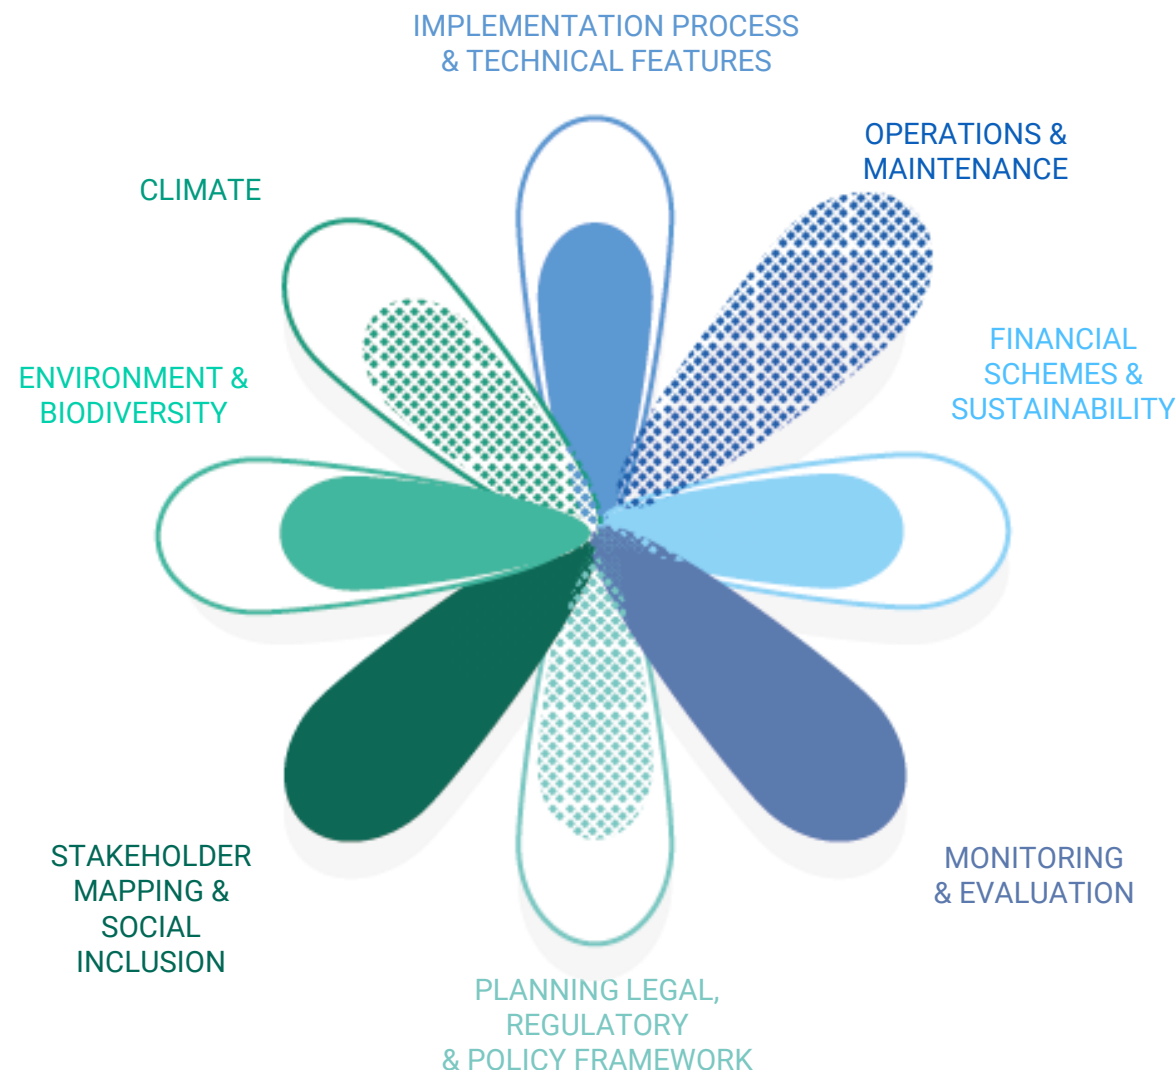 IMPLEMENTATION PROCESS
& TECHNICAL FEATURES
OPERATIONS &
MAINTENANCE
CLIMATE
FINANCIAL
SCHEMES &
SUSTAINABILITY
ENVIRONMENT &
BIODIVERSITY
STAKEHOLDER
MAPPING &
SOCIAL
INCLUSION
MONITORING
& EVALUATION
PLANNING LEGAL,
REGULATORY
& POLICY FRAMEWORK